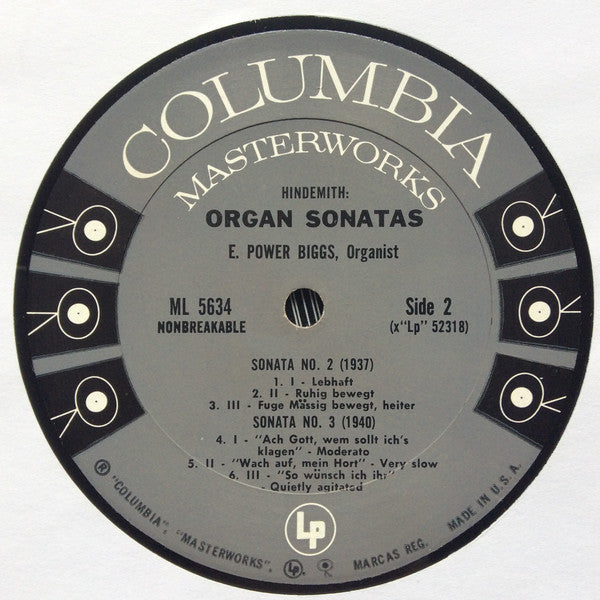 COLUMBIA
MASTERWORKS
HINDEMITH:
ORGAN SONATAS
E. POWER BIGGS, Organist
ML 5634
NONBREAKABLE
Side 2
(x"Lp" 52318)
SONATA NO. 2 (1937)
1. I - Lebhaft
2. II - Ruhig bewegt
3. III - Fuge Mässig bewegt, heiter
SONATA NO. 3 (1940)
4. I - "Ach Gott, wem sollt ich's
klagen" - Moderato
5. II - "Wach auf, mein Hort" - Very slow
6. III - "So wünsch ich ihr"
- Quietly agitated
Lp
® "COLUMBIA", "MASTERWORKS", Lp. MARCAS REG. MADE IN U.S.A.